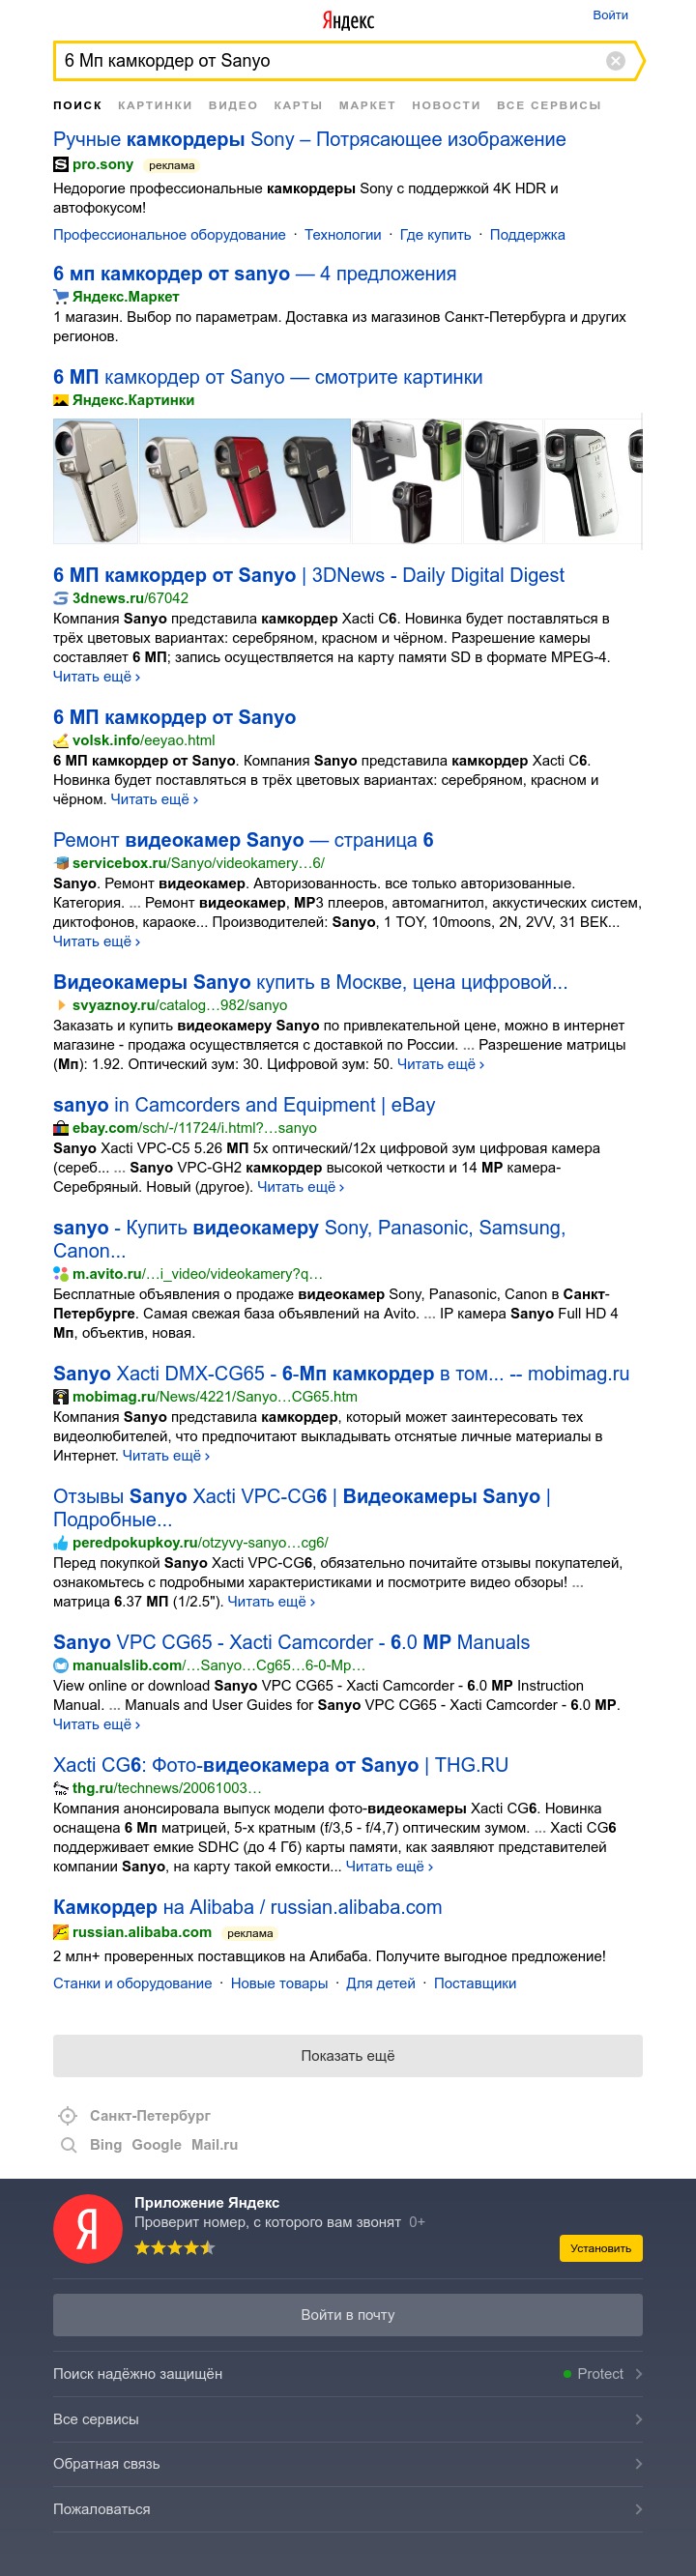 Яндекс
Войти
6 Мп камкордер от Sanyo
ПОИСК КАРТИНКИ ВИДЕО КАРТЫ МАРКЕТ НОВОСТИ ВСЕ СЕРВИСЫ
Ручные камкордеры Sony – Потрясающее изображение
pro.sony реклама
Недорогие профессиональные камкордеры Sony с поддержкой 4K HDR и
автофокусом!
Профессиональное оборудование · Технологии · Где купить · Поддержка
6 мп камкордер от sanyo — 4 предложения
Яндекс.Маркет
1 магазин. Выбор по параметрам. Доставка из магазинов Санкт-Петербурга и других
регионов.
6 МП камкордер от Sanyo — смотрите картинки
Яндекс.Картинки
6 МП камкордер от Sanyo | 3DNews - Daily Digital Digest
3dnews.ru/67042
Компания Sanyo представила камкордер Xacti C6. Новинка будет поставляться в
трёх цветовых вариантах: серебряном, красном и чёрном. Разрешение камеры
составляет 6 МП; запись осуществляется на карту памяти SD в формате MPEG-4.
Читать ещё ›
6 МП камкордер от Sanyo
volsk.info/eeyao.html
6 МП камкордер от Sanyo. Компания Sanyo представила камкордер Xacti C6.
Новинка будет поставляться в трёх цветовых вариантах: серебряном, красном и
чёрном. Читать ещё ›
Ремонт видеокамер Sanyo — страница 6
servicebox.ru/Sanyo/videokamery…6/
Sanyo. Ремонт видеокамер. Авторизованность. все только авторизованные.
Категория. ... Ремонт видеокамер, MP3 плееров, автомагнитол, аккустических систем,
диктофонов, караоке... Производителей: Sanyo, 1 TOY, 10moons, 2N, 2VV, 31 ВЕК...
Читать ещё ›
Видеокамеры Sanyo купить в Москве, цена цифровой...
svyaznoy.ru/catalog…982/sanyo
Заказать и купить видеокамеру Sanyo по привлекательной цене, можно в интернет
магазине - продажа осуществляется с доставкой по России. ... Разрешение матрицы
(Мп): 1.92. Оптический зум: 30. Цифровой зум: 50. Читать ещё ›
sanyo in Camcorders and Equipment | eBay
ebay.com/sch/-/11724/i.html?…sanyo
Sanyo Xacti VPC-C5 5.26 МП 5x оптический/12x цифровой зум цифровая камера
(сереб... ... Sanyo VPC-GH2 камкордер высокой четкости и 14 MP камера-
Серебряный. Новый (другое). Читать ещё ›
sanyo - Купить видеокамеру Sony, Panasonic, Samsung,
Canon...
m.avito.ru/…i_video/videokamery?q…
Бесплатные объявления о продаже видеокамер Sony, Panasonic, Canon в Санкт-
Петербурге. Самая свежая база объявлений на Avito. ... IP камера Sanyo Full HD 4
Мп, объектив, новая.
Sanyo Xacti DMX-CG65 - 6-Мп камкордер в том... -- mobimag.ru
mobimag.ru/News/4221/Sanyo…CG65.htm
Компания Sanyo представила камкордер, который может заинтересовать тех
видеолюбителей, что предпочитают выкладывать отснятые личные материалы в
Интернет. Читать ещё ›
Отзывы Sanyo Xacti VPC-CG6 | Видеокамеры Sanyo |
Подробные...
peredpokupkoy.ru/otzyvy-sanyo…cg6/
Перед покупкой Sanyo Xacti VPC-CG6, обязательно почитайте отзывы покупателей,
ознакомьтесь с подробными характеристиками и посмотрите видео обзоры! ...
матрица 6.37 МП (1/2.5"). Читать ещё ›
Sanyo VPC CG65 - Xacti Camcorder - 6.0 MP Manuals
manualslib.com/…Sanyo…Cg65…6-0-Mp…
View online or download Sanyo VPC CG65 - Xacti Camcorder - 6.0 MP Instruction
Manual. ... Manuals and User Guides for Sanyo VPC CG65 - Xacti Camcorder - 6.0 MP.
Читать ещё ›
Xacti CG6: Фото-видеокамера от Sanyo | THG.RU
thg.ru/technews/20061003…
Компания анонсировала выпуск модели фото-видеокамеры Xacti CG6. Новинка
оснащена 6 Мп матрицей, 5-х кратным (f/3,5 - f/4,7) оптическим зумом. ... Xacti CG6
поддерживает емкие SDHC (до 4 Гб) карты памяти, как заявляют представителей
компании Sanyo, на карту такой емкости... Читать ещё ›
Камкордер на Alibaba / russian.alibaba.com
russian.alibaba.com реклама
2 млн+ проверенных поставщиков на Алибаба. Получите выгодное предложение!
Станки и оборудование · Новые товары · Для детей · Поставщики
Показать ещё
Санкт-Петербург
Bing Google Mail.ru
Приложение Яндекс
Проверит номер, с которого вам звонят 0+
Установить
Войти в почту
Поиск надёжно защищён Protect
Все сервисы
Обратная связь
Пожаловаться